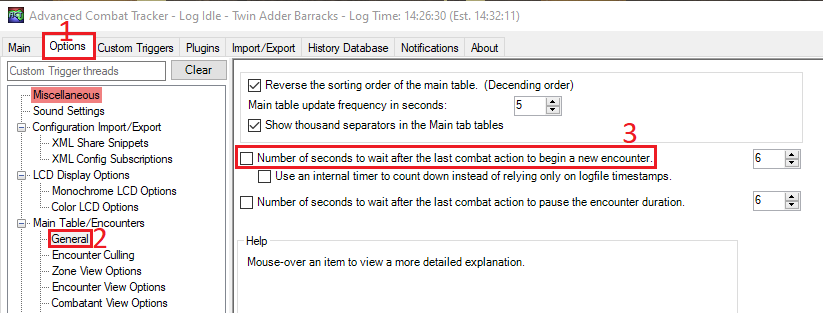 Advanced Combat Tracker - Log Idle - Twin Adder Barracks - Log Time: 14:26:30 (Est. 14:32:11)
1
Main Options Custom Triggers Plugins Import/Export History Database Notifications About
Custom Trigger threads Clear
Miscellaneous
Sound Settings
Configuration Import/Export
XML Share Snippets
XML Config Subscriptions
LCD Display Options
Monochrome LCD Options
Color LCD Options
Main Table/Encounters
General 2
Encounter Culling
Zone View Options
Encounter View Options
Combatant View Options
Reverse the sorting order of the main table. (Decending order)
Main table update frequency in seconds: 5
Show thousand separators in the Main tab tables
3
Number of seconds to wait after the last combat action to begin a new encounter. 6
Use an internal timer to count down instead of relying only on logfile timestamps.
Number of seconds to wait after the last combat action to pause the encounter duration. 6
Help
Mouse-over an item to view a more detailed explanation.